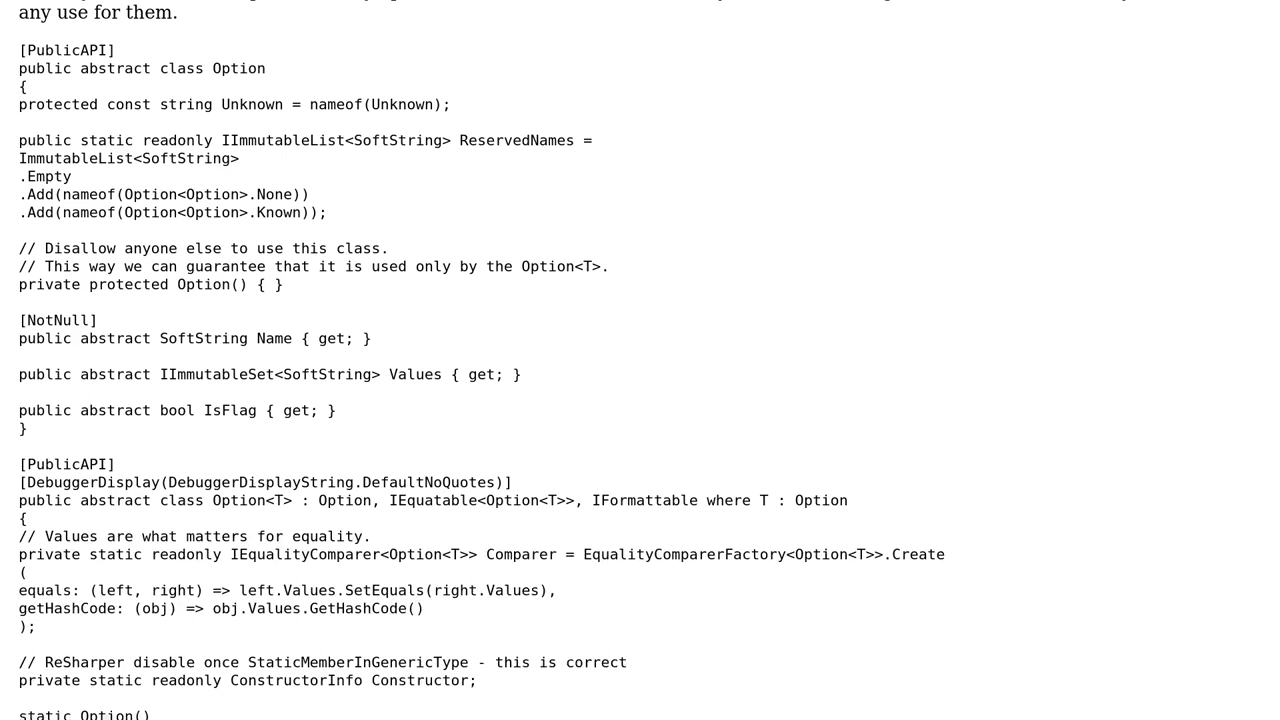 any use for them.
[PublicAPI]
public abstract class Option
{
protected const string Unknown = nameof(Unknown);
public static readonly IImmutableList<SoftString> ReservedNames =
ImmutableList<SoftString>
.Empty
.Add(nameof(Option<Option>.None))
.Add(nameof(Option<Option>.Known));
// Disallow anyone else to use this class.
// This way we can guarantee that it is used only by the Option<T>.
private protected Option() { }
[NotNull]
public abstract SoftString Name { get; }
public abstract IImmutableSet<SoftString> Values { get; }
public abstract bool IsFlag { get; }
}
[PublicAPI]
[DebuggerDisplay(DebuggerDisplayString.DefaultNoQuotes)]
public abstract class Option<T> : Option, IEquatable<Option<T>>, IFormattable where T : Option
{
// Values are what matters for equality.
private static readonly IEqualityComparer<Option<T>> Comparer = EqualityComparerFactory<Option<T>>.Create
(
equals: (left, right) => left.Values.SetEquals(right.Values),
getHashCode: (obj) => obj.Values.GetHashCode()
);
// ReSharper disable once StaticMemberInGenericType - this is correct
private static readonly ConstructorInfo Constructor;
static Option()